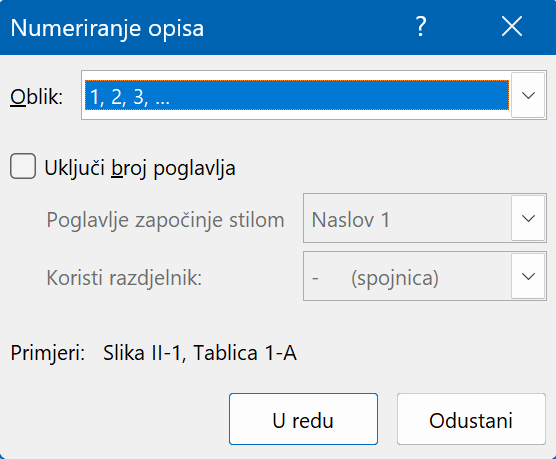 Numeriranje opisa ?
Oblik: 1, 2, 3, ...
Uključi broj poglavlja
Poglavlje započinje stilom Naslov 1
Koristi razdjelnik: - (spojnica)
Primjeri: Slika II-1, Tablica 1-A
U redu Odustani